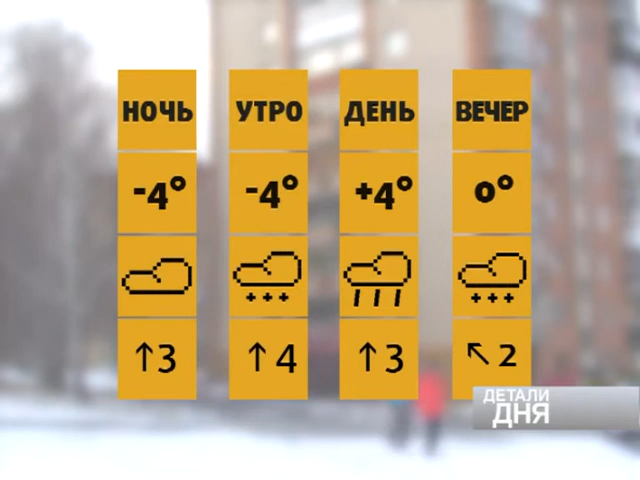 НОЧЬ УТРО ДЕНЬ ВЕЧЕР
-4° -4° +4° 0°
↑3 ↑4 ↑3 ↖2
ДЕТАЛИ
ДНЯ